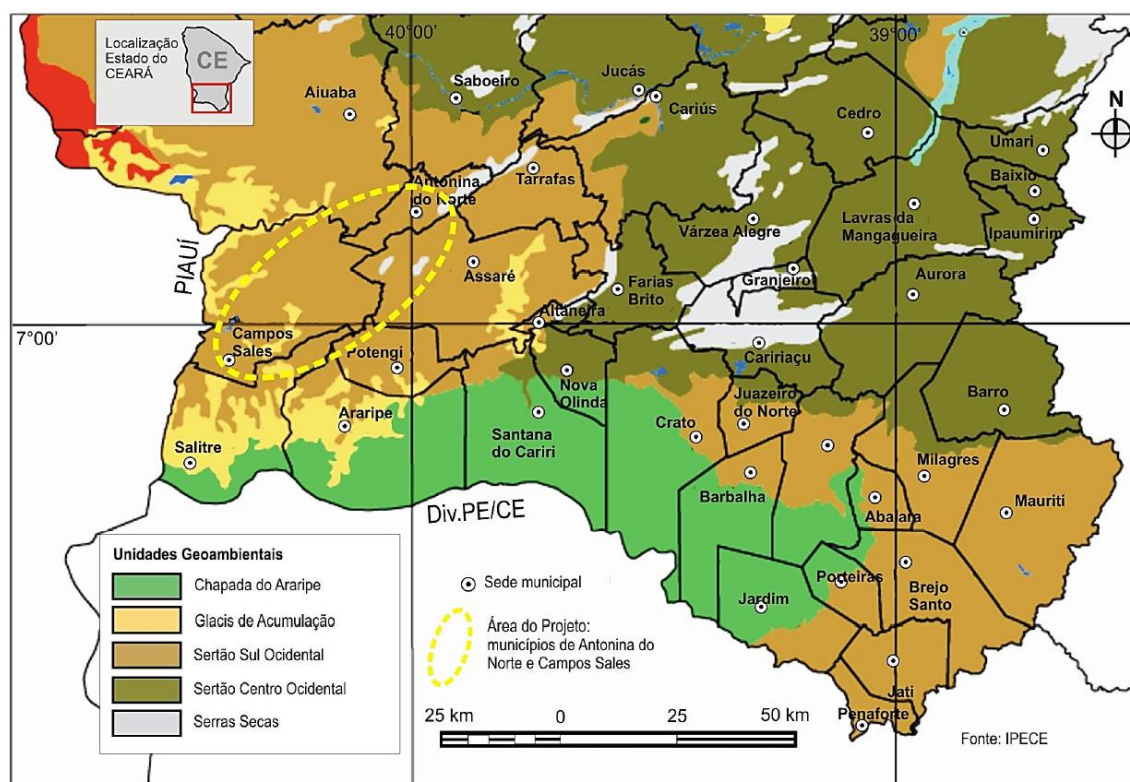 Localização
Estado do
CEARÁ
CE
40°00'
39°00'
N
Aiuaba
Saboeiro
Jucás
Cariús
Cedro
Umari
Baixio
Ipaumirim
Antonina
do Norte
Tarrafas
Várzea Alegre
Lavras da
Mangagueira
PIAUÍ
Assaré
Farias
Brito
Granjeiro
Aurora
Altaneira
7°00'
Campos
Sales
Potengi
Caririaçu
Nova
Olinda
Juazeiro
do Norte
Barro
Araripe
Santana
do Cariri
Crato
Salitre
Milagres
Barbalha
Abaiara
Mauriti
Div.PE/CE
Porteiras
Brejo
Santo
Jardim
Jati
Penaforte
Unidades Geoambientais
Chapada do Araripe
Glacis de Acumulação
Sertão Sul Ocidental
Sertão Centro Ocidental
Serras Secas
Sede municipal
Área do Projeto:
municípios de Antonina do
Norte e Campos Sales
25 km
0
25
50 km
Fonte: IPECE